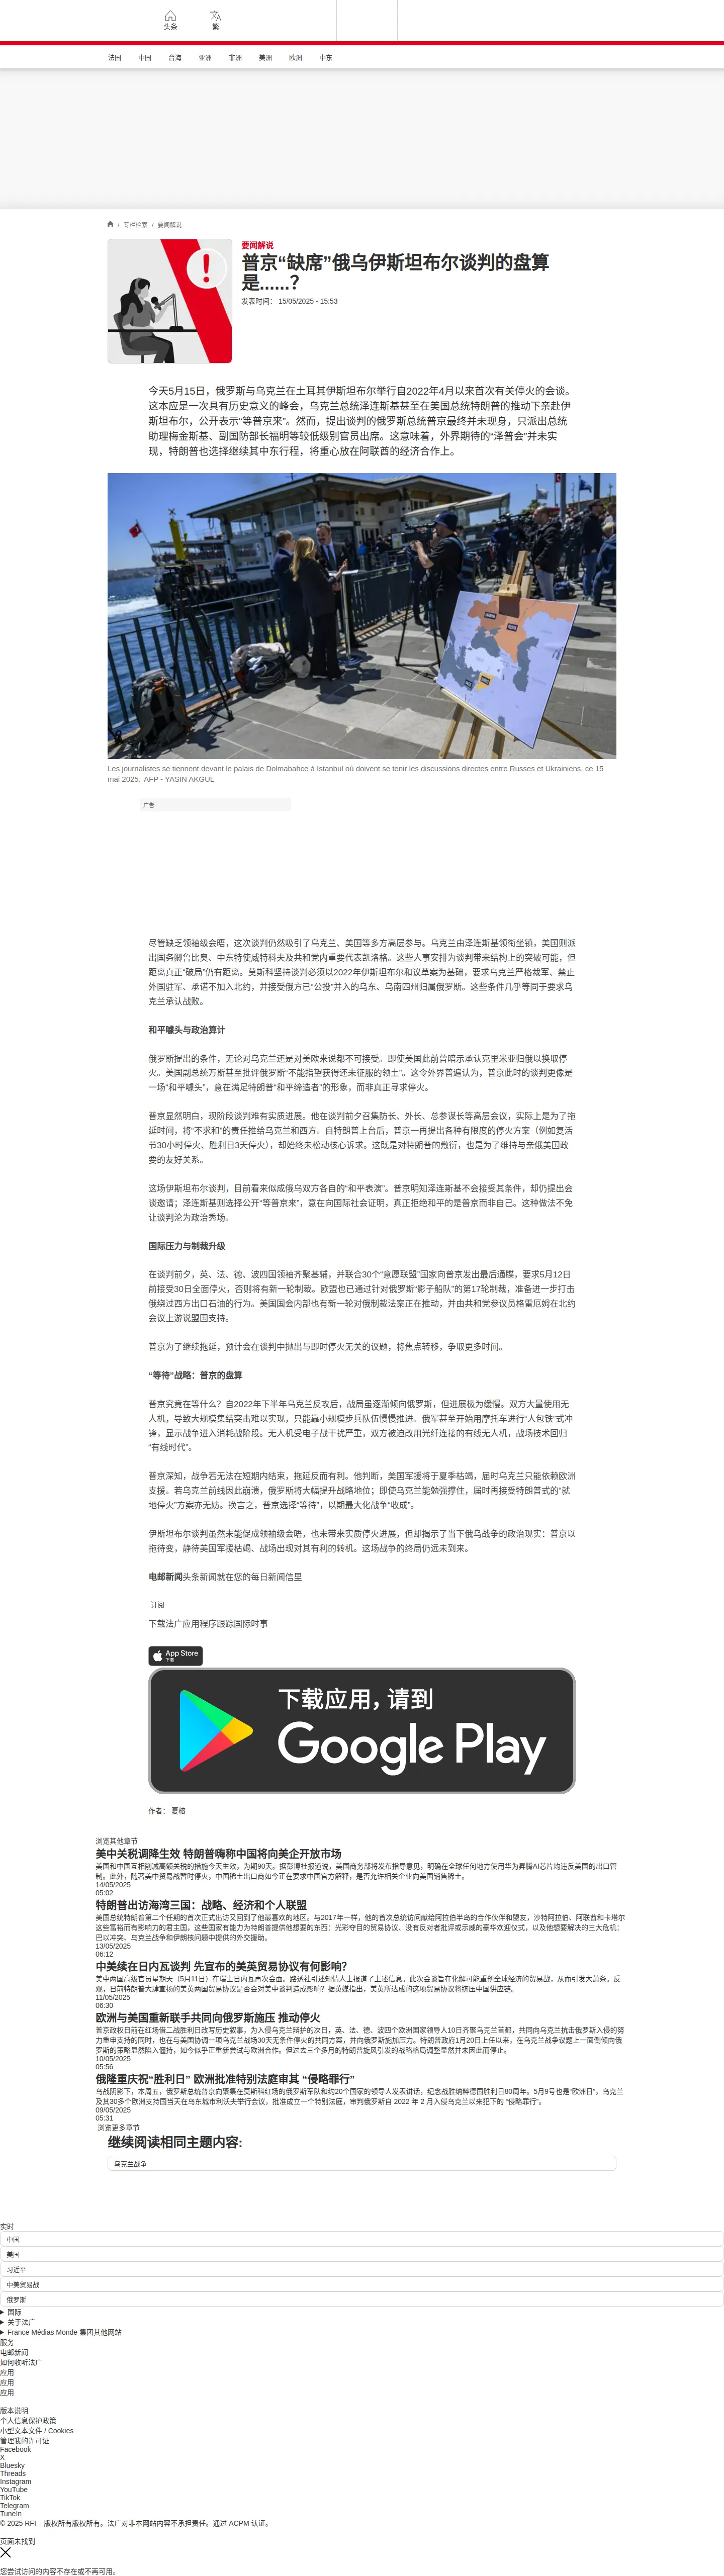 头条
繁
法国 中国 台海 亚洲 非洲 美洲 欧洲 中东
/ 专栏检索 / 要闻解说
要闻解说
普京“缺席”俄乌伊斯坦布尔谈判的盘算
是......？
发表时间： 15/05/2025 - 15:53
今天5月15日，俄罗斯与乌克兰在土耳其伊斯坦布尔举行自2022年4月以来首次有关停火的会谈。
这本应是一次具有历史意义的峰会，乌克兰总统泽连斯基甚至在美国总统特朗普的推动下亲赴伊
斯坦布尔，公开表示“等普京来”。然而，提出谈判的俄罗斯总统普京最终并未现身，只派出总统
助理梅金斯基、副国防部长福明等较低级别官员出席。这意味着，外界期待的“泽普会”并未实
现，特朗普也选择继续其中东行程，将重心放在阿联酋的经济合作上。
Les journalistes se tiennent devant le palais de Dolmabahce à Istanbul où doivent se tenir les discussions directes entre Russes et Ukrainiens, ce 15
mai 2025. AFP - YASIN AKGUL
广告
尽管缺乏领袖级会晤，这次谈判仍然吸引了乌克兰、美国等多方高层参与。乌克兰由泽连斯基领衔坐镇，美国则派
出国务卿鲁比奥、中东特使威特科夫及共和党内重要代表凯洛格。这些人事安排为谈判带来结构上的突破可能，但
距离真正“破局”仍有距离。莫斯科坚持谈判必须以2022年伊斯坦布尔和议草案为基础，要求乌克兰严格裁军、禁止
外国驻军、承诺不加入北约，并接受俄方已“公投”并入的乌东、乌南四州归属俄罗斯。这些条件几乎等同于要求乌
克兰承认战败。
和平噱头与政治算计
俄罗斯提出的条件，无论对乌克兰还是对美欧来说都不可接受。即使美国此前曾暗示承认克里米亚归俄以换取停
火。美国副总统万斯甚至批评俄罗斯“不能指望获得还未征服的领土”。这令外界普遍认为，普京此时的谈判更像是
一场“和平噱头”，意在满足特朗普“和平缔造者”的形象，而非真正寻求停火。
普京显然明白，现阶段谈判难有实质进展。他在谈判前夕召集防长、外长、总参谋长等高层会议，实际上是为了拖
延时间，将“不求和”的责任推给乌克兰和西方。自特朗普上台后，普京一再提出各种有限度的停火方案（例如复活
节30小时停火、胜利日3天停火），却始终未松动核心诉求。这既是对特朗普的敷衍，也是为了维持与亲俄美国政
要的友好关系。
这场伊斯坦布尔谈判，目前看来似成俄乌双方各自的“和平表演”。普京明知泽连斯基不会接受其条件，却仍提出会
谈邀请；泽连斯基则选择公开“等普京来”，意在向国际社会证明，真正拒绝和平的是普京而非自己。这种做法不免
让谈判沦为政治秀场。
国际压力与制裁升级
在谈判前夕，英、法、德、波四国领袖齐聚基辅，并联合30个“意愿联盟”国家向普京发出最后通牒，要求5月12日
前接受30日全面停火，否则将有新一轮制裁。欧盟也已通过针对俄罗斯“影子船队”的第17轮制裁，准备进一步打击
俄绕过西方出口石油的行为。美国国会内部也有新一轮对俄制裁法案正在推动，并由共和党参议员格雷厄姆在北约
会议上游说盟国支持。
普京为了继续拖延，预计会在谈判中抛出与即时停火无关的议题，将焦点转移，争取更多时间。
“等待”战略：普京的盘算
普京究竟在等什么？自2022年下半年乌克兰反攻后，战局虽逐渐倾向俄罗斯，但进展极为缓慢。双方大量使用无
人机，导致大规模集结突击难以实现，只能靠小规模步兵队伍慢慢推进。俄军甚至开始用摩托车进行“人包铁”式冲
锋，显示战争进入消耗战阶段。无人机受电子战干扰严重，双方被迫改用光纤连接的有线无人机，战场技术回归
“有线时代”。
普京深知，战争若无法在短期内结束，拖延反而有利。他判断，美国军援将于夏季枯竭，届时乌克兰只能依赖欧洲
支援。若乌克兰前线因此崩溃，俄罗斯将大幅提升战略地位；即使乌克兰能勉强撑住，届时再接受特朗普式的“就
地停火”方案亦无妨。换言之，普京选择“等待”，以期最大化战争“收成”。
伊斯坦布尔谈判虽然未能促成领袖级会晤，也未带来实质停火进展，但却揭示了当下俄乌战争的政治现实：普京以
拖待变，静待美国军援枯竭、战场出现对其有利的转机。这场战争的终局仍远未到来。
电邮新闻头条新闻就在您的每日新闻信里
订阅
下载法广应用程序跟踪国际时事
App Store
下载
下载应用，请到
Google Play
作者： 夏榕
浏览其他章节
美中关税调降生效 特朗普嗨称中国将向美企开放市场
美国和中国互相削减高额关税的措施今天生效，为期90天。据彭博社报道说，美国商务部将发布指导意见，明确在全球任何地方使用华为昇腾AI芯片均违反美国的出口管
制。此外，随着美中贸易战暂时停火，中国稀土出口商如今正在要求中国官方解释，是否允许相关企业向美国销售稀土。
14/05/2025
05:02
特朗普出访海湾三国：战略、经济和个人联盟
美国总统特朗普第二个任期的首次正式出访又回到了他最喜欢的地区。与2017年一样，他的首次总统访问献给阿拉伯半岛的合作伙伴和盟友，沙特阿拉伯、阿联酋和卡塔尔
这些富裕而有影响力的君主国，这些国家有能力为特朗普提供他想要的东西：光彩夺目的贸易协议、没有反对者批评或示威的豪华欢迎仪式，以及他想要解决的三大危机：
巴以冲突、乌克兰战争和伊朗核问题中提供的外交援助。
13/05/2025
06:12
中美续在日内瓦谈判 先宣布的美英贸易协议有何影响？
美中两国高级官员星期天（5月11日）在瑞士日内瓦再次会面。路透社引述知情人士报道了上述信息。此次会谈旨在化解可能重创全球经济的贸易战，从而引发大萧条。反
观，日前特朗普大肆宣扬的美英两国贸易协议是否会对美中谈判造成影响？据英媒指出，美英所达成的这项贸易协议将挤压中国供应链。
11/05/2025
06:30
欧洲与美国重新联手共同向俄罗斯施压 推动停火
普京政权日前在红场借二战胜利日改写历史叙事，为入侵乌克兰辩护的次日，英、法、德、波四个欧洲国家领导人10日齐聚乌克兰首都，共同向乌克兰抗击俄罗斯入侵的努
力重申支持的同时，也在与美国协调一项乌克兰战场30天无条件停火的共同方案，并向俄罗斯施加压力。特朗普政府1月20日上任以来，在乌克兰战争议题上一面倒倾向俄
罗斯的策略显然陷入僵持，如今似乎正重新尝试与欧洲合作。但过去三个多月的特朗普旋风引发的战略格局调整显然并未因此而停止。
10/05/2025
05:56
俄隆重庆祝“胜利日” 欧洲批准特别法庭审其 “侵略罪行”
乌战阴影下，本周五，俄罗斯总统普京向聚集在莫斯科红场的俄罗斯军队和约20个国家的领导人发表讲话，纪念战胜纳粹德国胜利日80周年。5月9号也是“欧洲日”，乌克兰
及其30多个欧洲支持国当天在乌东城市利沃夫举行会议，批准成立一个特别法庭，审判俄罗斯自 2022 年 2 月入侵乌克兰以来犯下的 “侵略罪行”。
09/05/2025
05:31
浏览更多章节
继续阅读相同主题内容:
乌克兰战争
实时
中国
美国
习近平
中美贸易战
俄罗斯
国际
关于法广
France Médias Monde 集团其他网站
服务
电邮新闻
如何收听法广
应用
应用
应用
版本说明
个人信息保护政策
小型文本文件 / Cookies
管理我的许可证
Facebook
X
Bluesky
Threads
Instagram
YouTube
TikTok
Telegram
TuneIn
© 2025 RFI – 版权所有版权所有。法广对非本网站内容不承担责任。通过 ACPM 认证。
页面未找到
您尝试访问的内容不存在或不再可用。